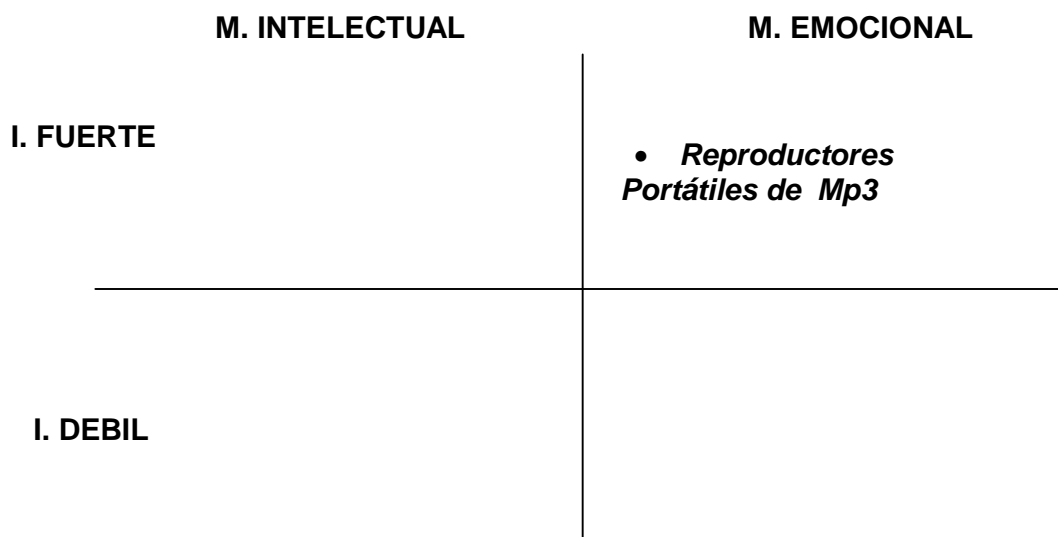 M. INTELECTUAL M. EMOCIONAL
I. FUERTE
• Reproductores
Portátiles de Mp3
I. DEBIL